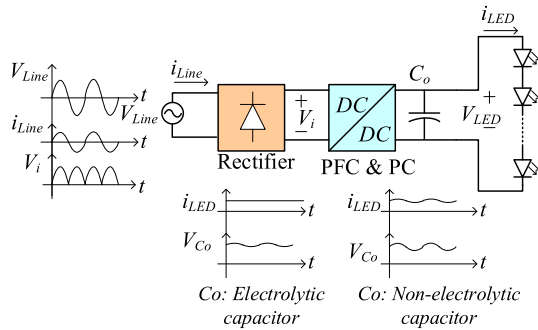 i_LED
V_Line
t
i_Line
t
V_i
t
V_Line
i_Line
+
V_i
−
Rectifier
DC
DC
PFC & PC
C_o
+
V_LED
−
i_LED
t
V_Co
t
Co: Electrolytic
capacitor
i_LED
t
V_Co
t
Co: Non-electrolytic
capacitor